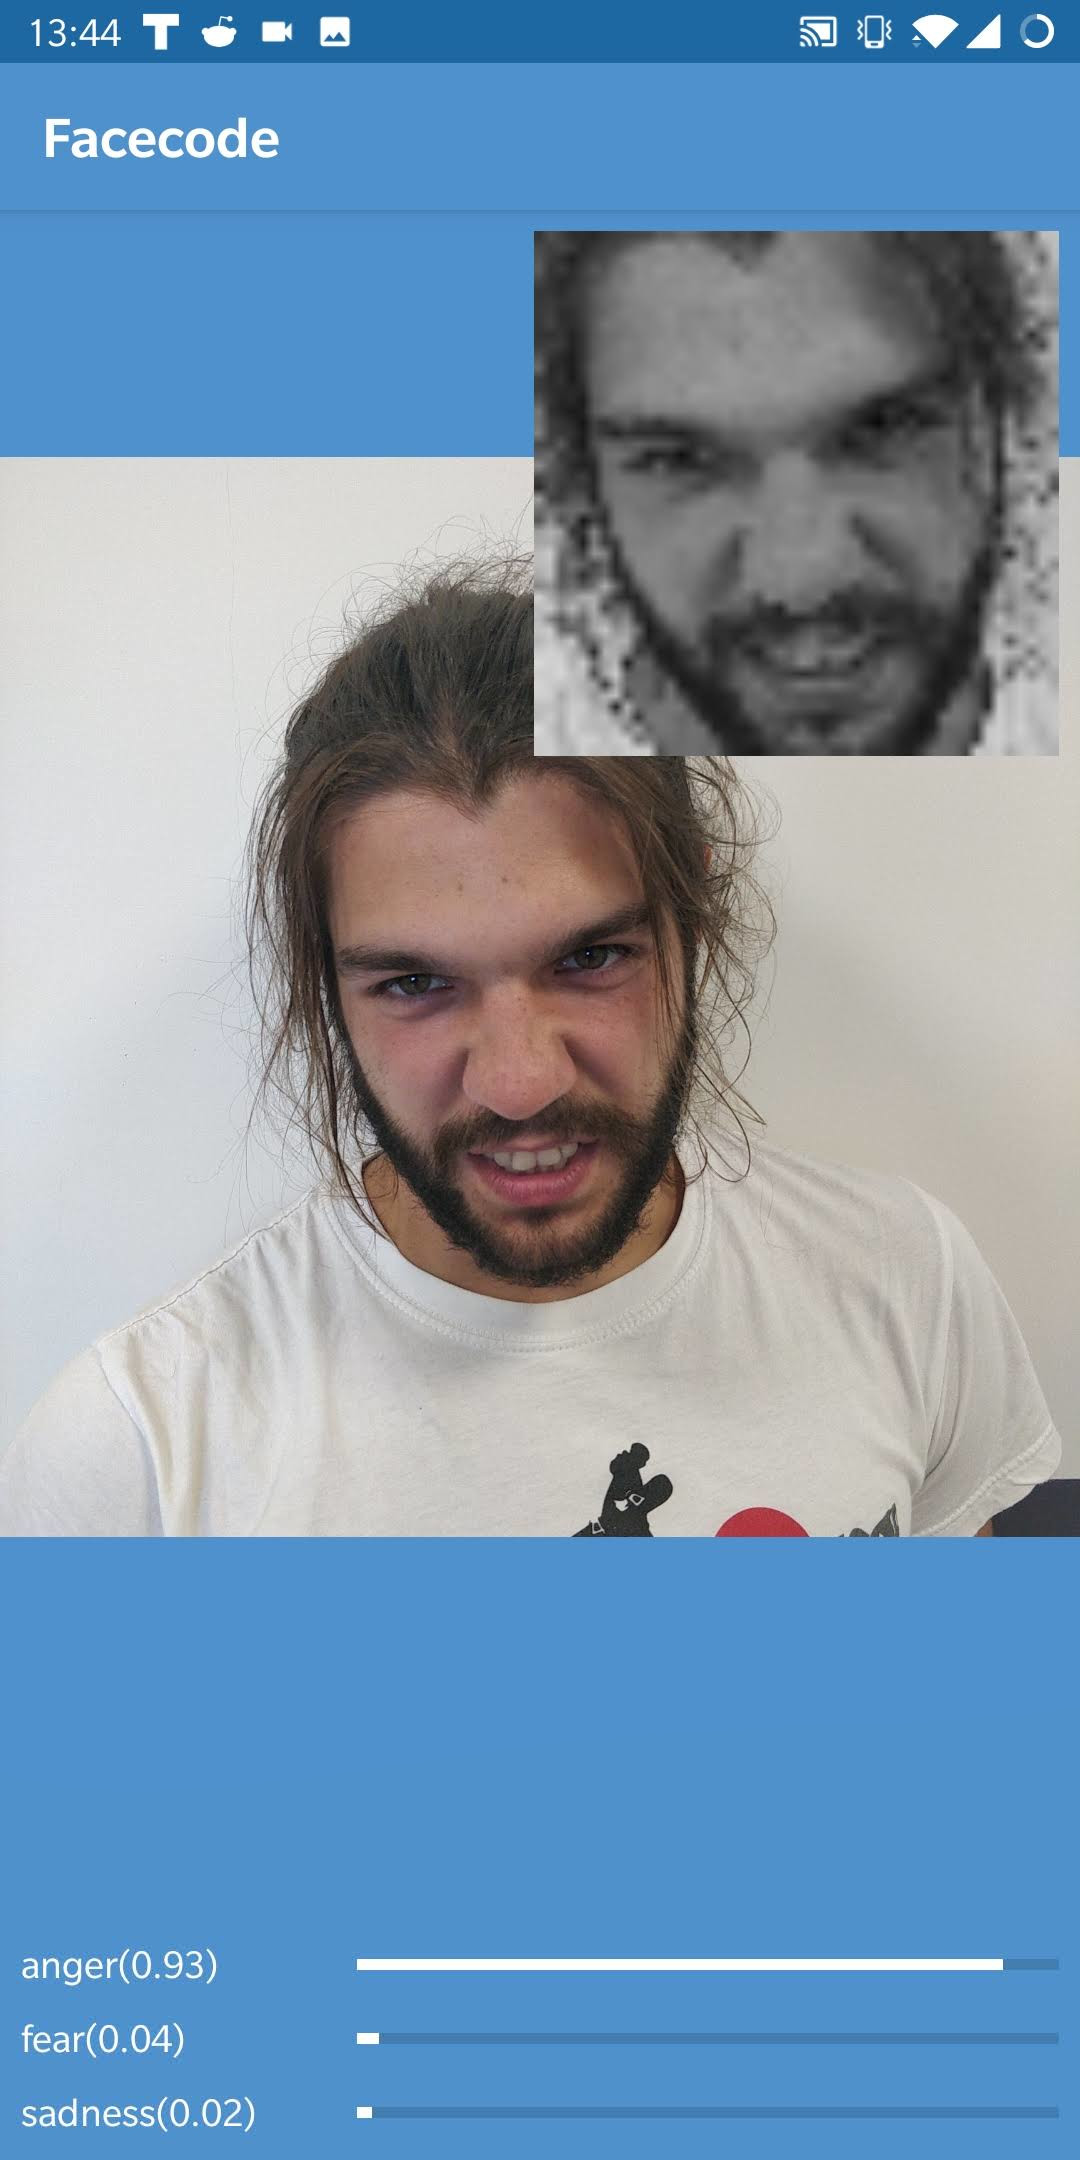 13:44
Facecode
anger(0.93)
fear(0.04)
sadness(0.02)